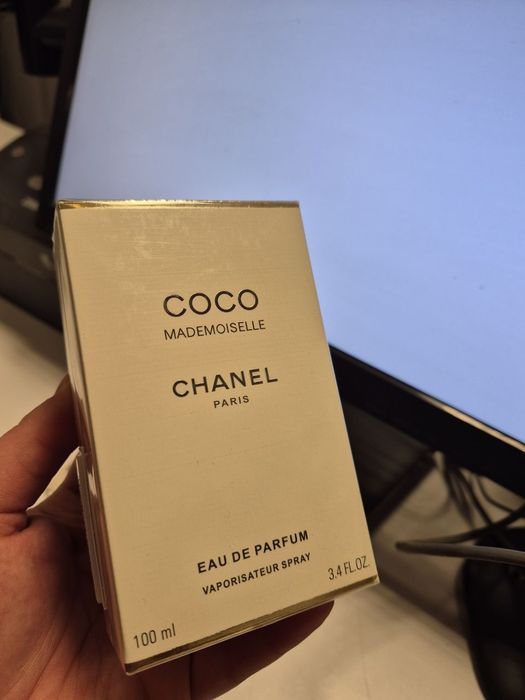 COCO
MADEMOISELLE
CHANEL
PARIS
EAU DE PARFUM
VAPORISATEUR SPRAY
100 ml
3.4 FL.OZ.